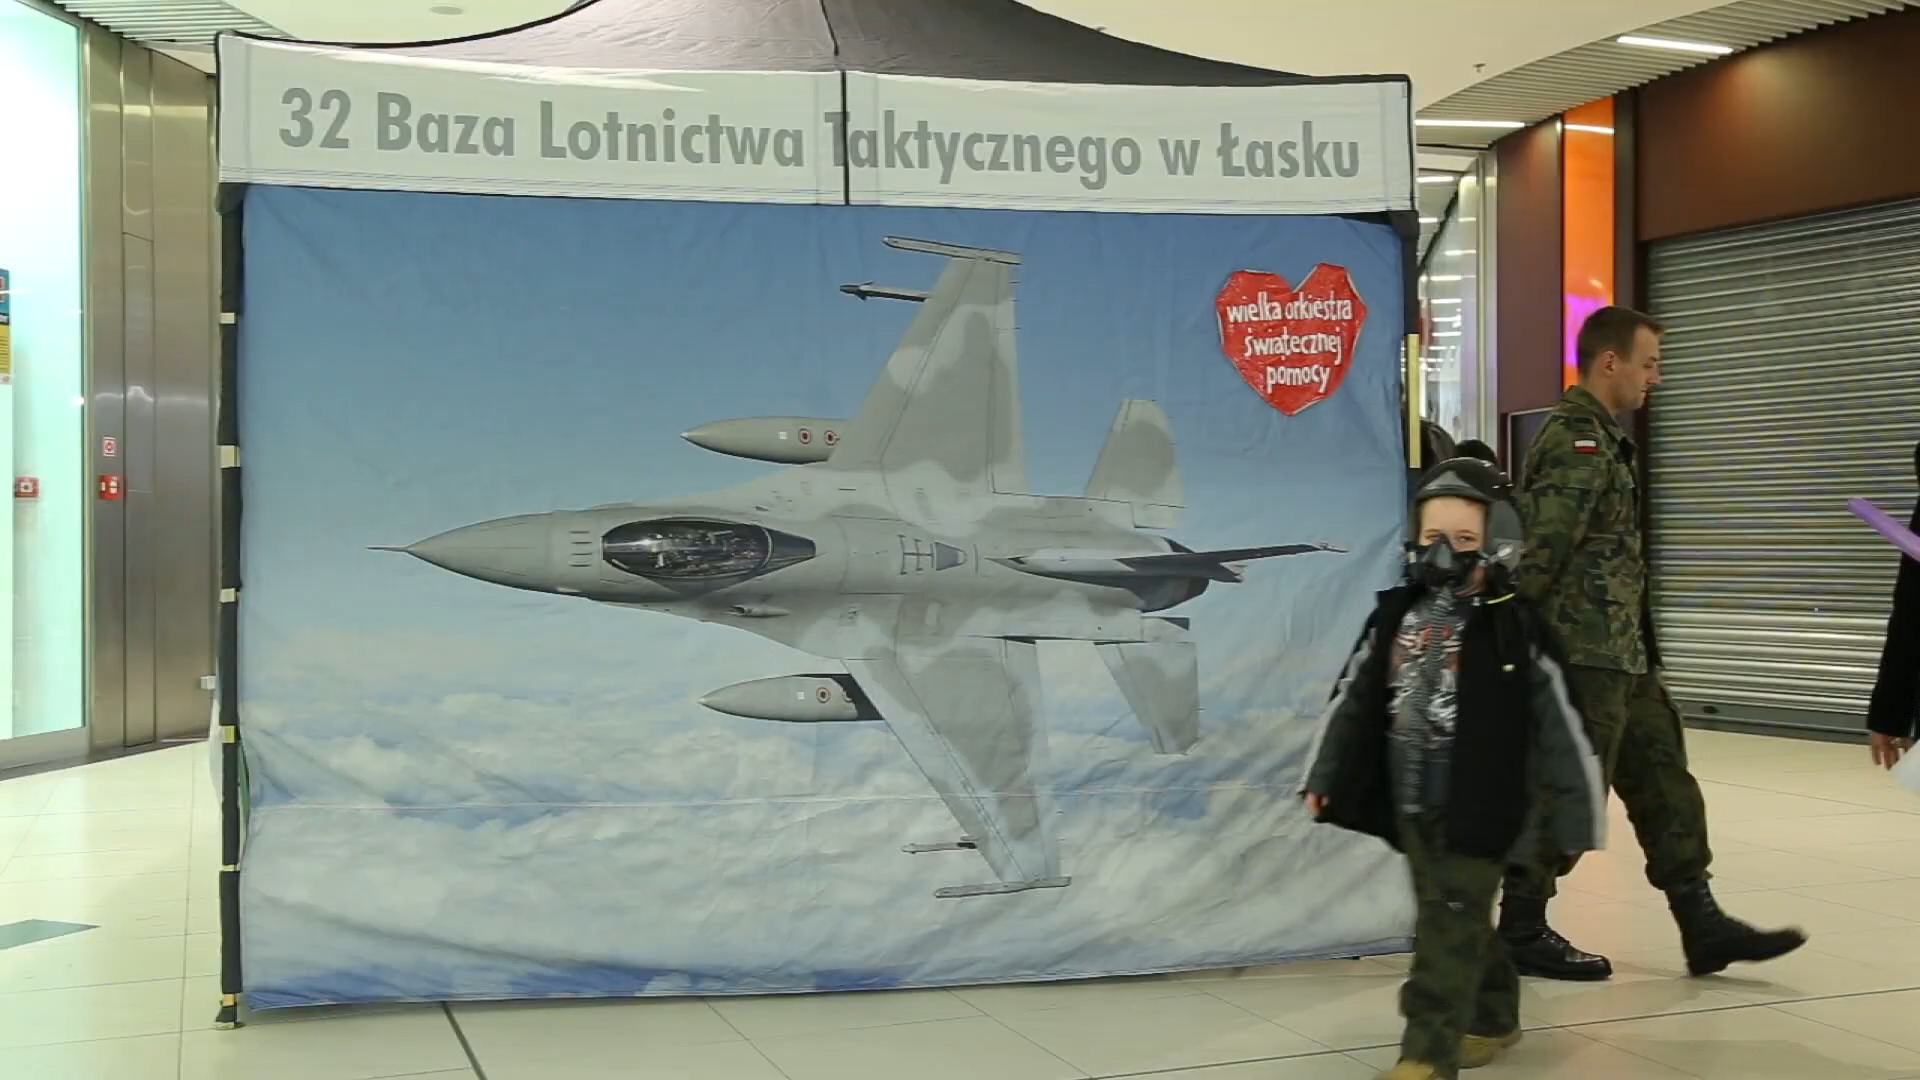 32 Baza Lotnictwa Taktycznego w Łasku
wielka orkiestra
świątecznej
pomocy